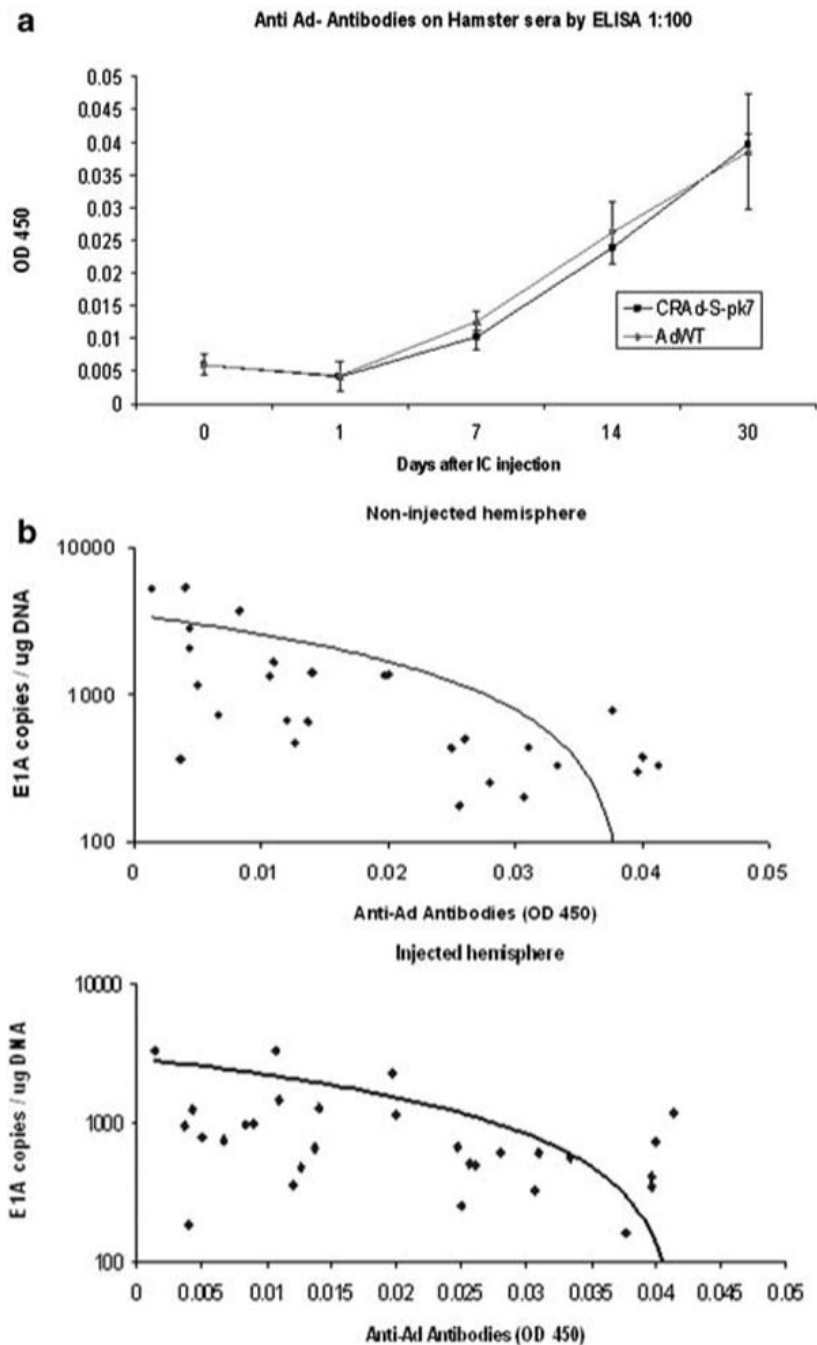 a
Anti Ad- Antibodies on Hamster sera by ELISA 1:100
0.05
0.045
0.04
0.035
0.03
0.025
0.02
0.015
0.01
0.005
0
OD 450
CRAd-S-pk7
AdWT
0 1 7 14 30
Days after IC injection
b
Non-injected hemisphere
10000
1000
100
E1A copies / ug DNA
0 0.01 0.02 0.03 0.04 0.05
Anti-Ad Antibodies (OD 450)
Injected hemisphere
10000
1000
100
E1A copies / ug DNA
0 0.005 0.01 0.015 0.02 0.025 0.03 0.035 0.04 0.045 0.05
Anti-Ad Antibodies (OD 450)